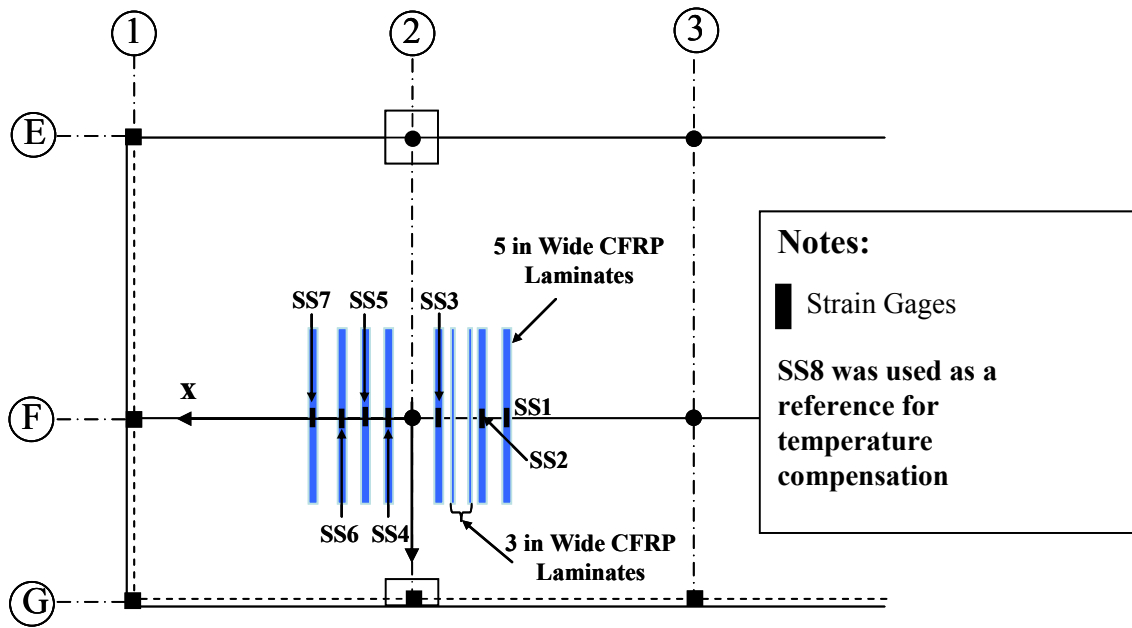 1
2
3
E
5 in Wide CFRP
Laminates
Notes:
Strain Gages
SS8 was used as a
reference for
temperature
compensation
SS7
SS5
SS3
x
F
SS1
SS2
SS6
SS4
3 in Wide CFRP
Laminates
G